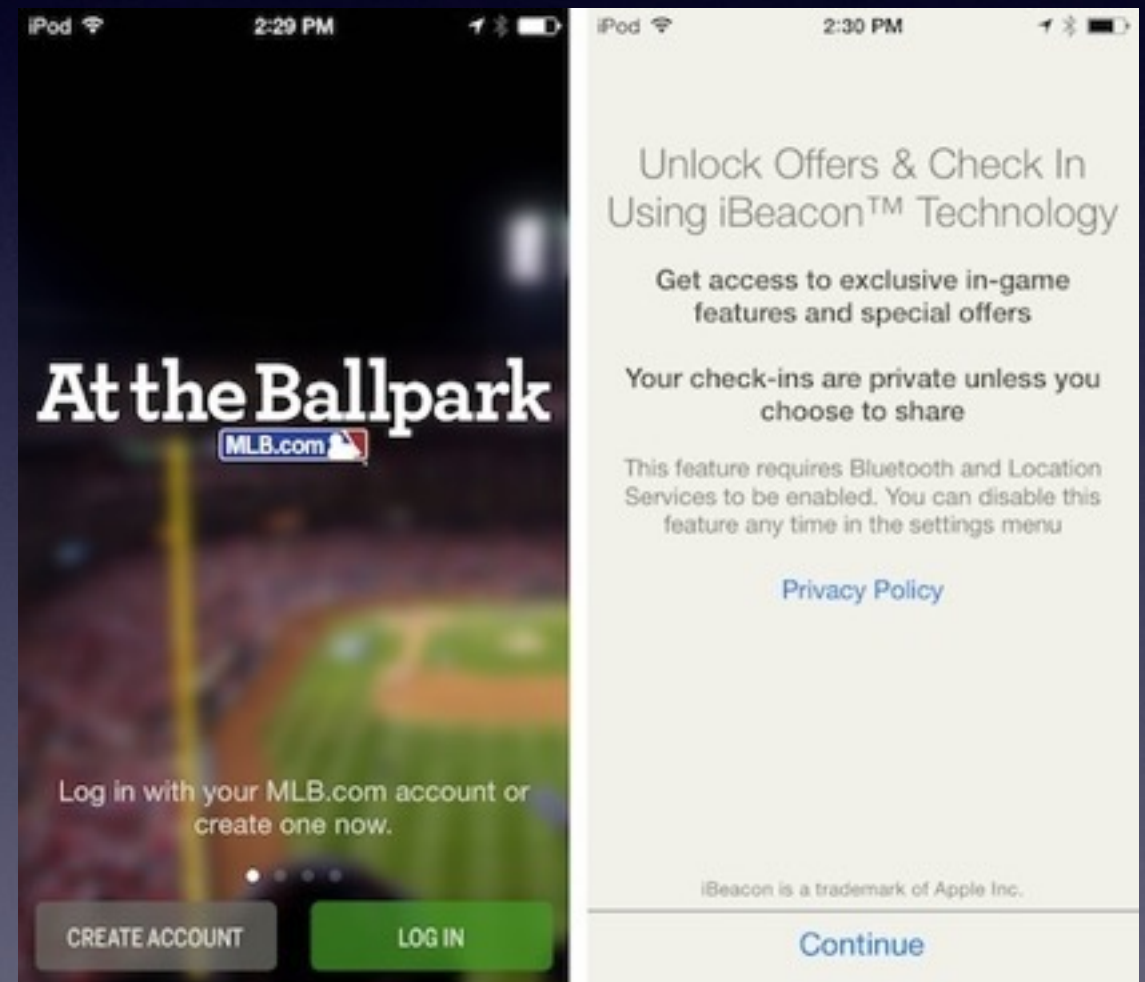 iPod
2:29 PM
At the Ballpark
MLB.com
Log in with your MLB.com account or
create one now.
CREATE ACCOUNT
LOG IN
iPod
2:30 PM
Unlock Offers & Check In
Using iBeacon™ Technology
Get access to exclusive in-game
features and special offers
Your check-ins are private unless you
choose to share
This feature requires Bluetooth and Location
Services to be enabled. You can disable this
feature any time in the settings menu
Privacy Policy
iBeacon is a trademark of Apple Inc.
Continue